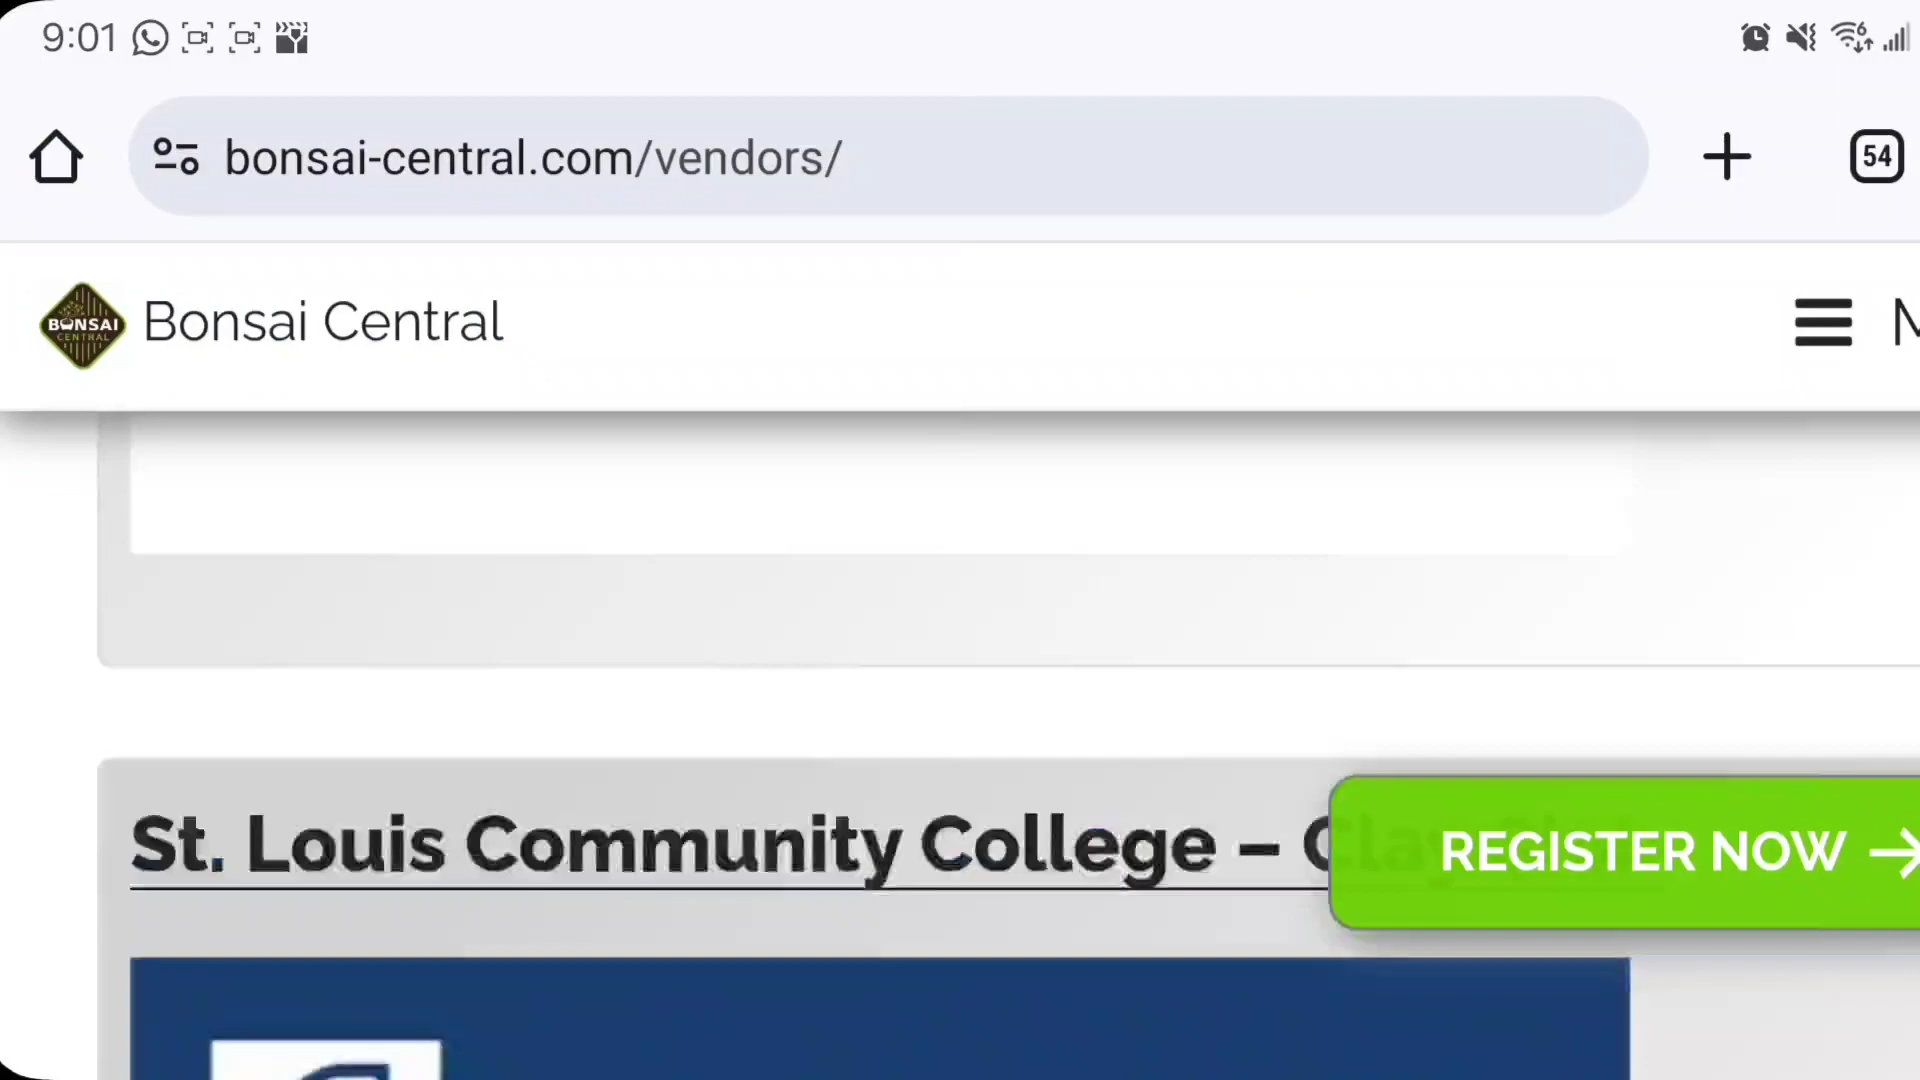 9:01
bonsai-central.com/vendors/
54
BONSAI
CENTRAL
Bonsai Central
St. Louis Community College –
REGISTER NOW →